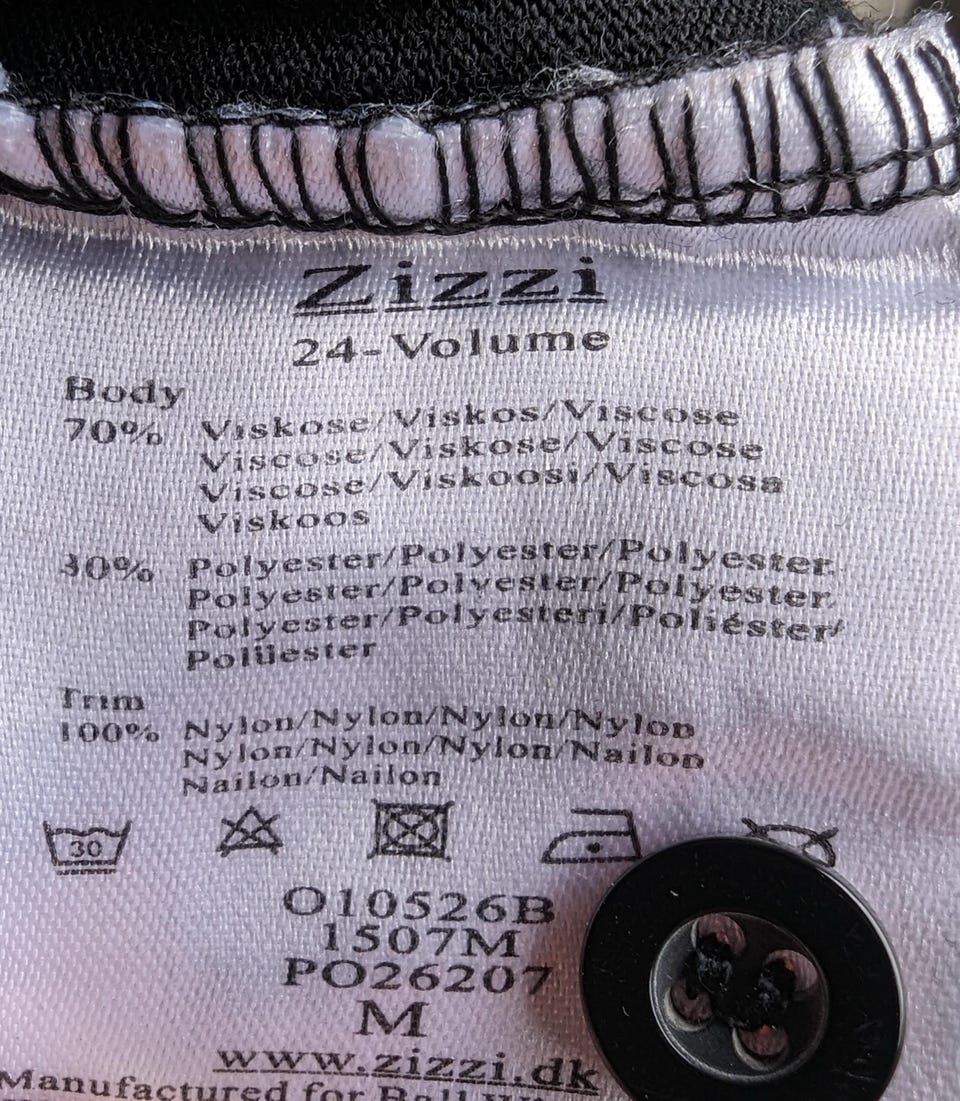 Zizzi
24-Volume
Body
70% Viskose/Viskos/Viscose
Viscose/Viskose/Viscose
Viscose/Viskoosi/Viscosa
Viskoos
30% Polyester/Polyester/Polyester
Polyester/Polyester/Polyester
Polyester/Polyesteri/Poliéster/
Polüester
Trim
100% Nylon/Nylon/Nylon/Nylon
Nylon/Nylon/Nylon/Nailon
Nailon/Nailon
30
O10526B
1507M
PO26207
M
www.zizzi.dk
Manufactured for